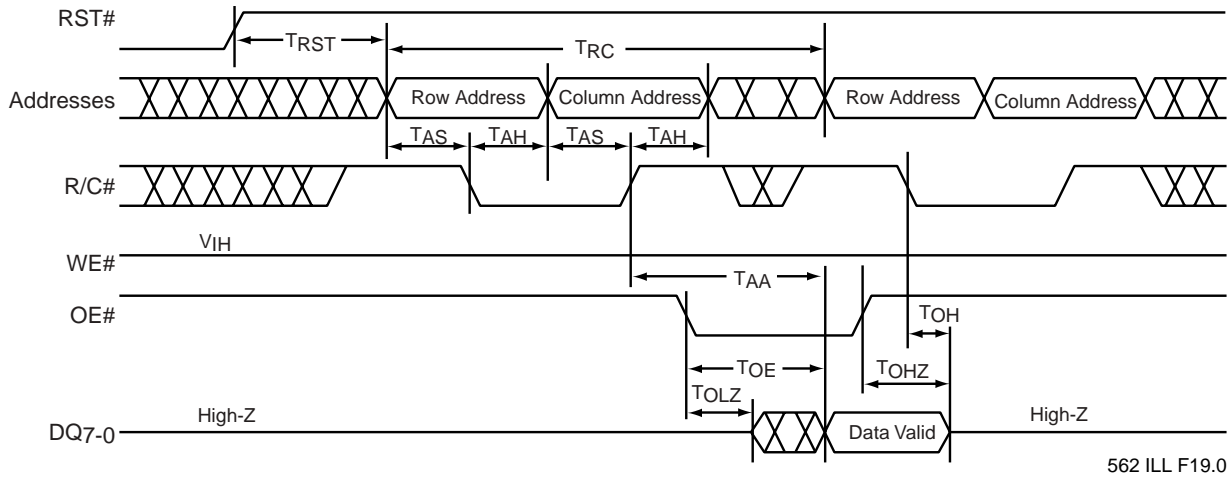 RST#
TRST
TRC
Addresses
Row Address
Column Address
Row Address
Column Address
TAS
TAH
TAS
TAH
R/C#
VIH
WE#
TAA
OE#
TOH
TOE
TOHZ
TOLZ
High-Z
DQ7-0
Data Valid
High-Z
562 ILL F19.0